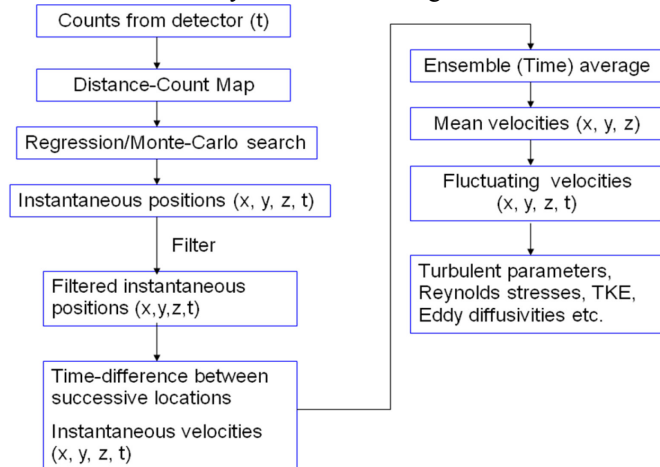 Counts from detector (t)
Distance-Count Map
Regression/Monte-Carlo search
Instantaneous positions (x, y, z, t)
Filter
Filtered instantaneous
positions (x,y,z,t)
Time-difference between
successive locations
Instantaneous velocities
(x, y, z, t)
Ensemble (Time) average
Mean velocities (x, y, z)
Fluctuating velocities
(x, y, z, t)
Turbulent parameters,
Reynolds stresses, TKE,
Eddy diffusivities etc.